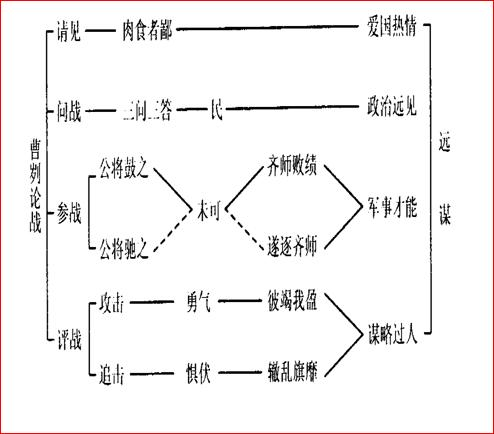 曹刿论战
请见 肉食者鄙 爱国热情
问战 三问三答 民 政治远见
参战
公将鼓之 齐师败绩
未可 军事才能
公将驰之 遂逐齐师
评战
攻击 勇气 彼竭我盈
谋略过人
追击 惧伏 辙乱旗靡
远谋